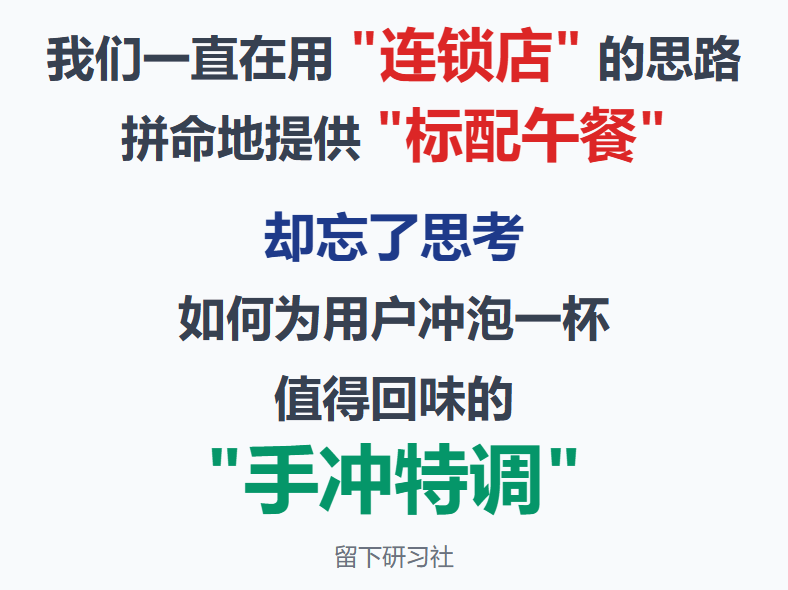 我们一直在用 "连锁店" 的思路
拼命地提供 "标配午餐"
却忘了思考
如何为用户冲泡一杯
值得回味的
"手冲特调"
留下研习社